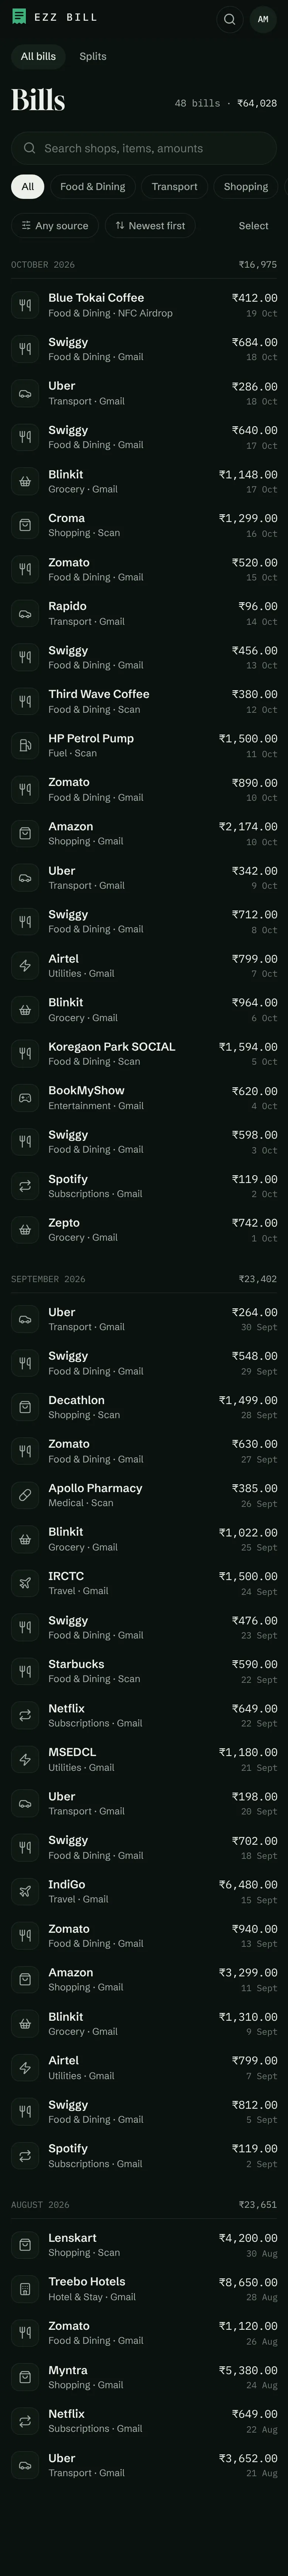 EZZ BILL
AM
All bills Splits
Bills
48 bills · ₹64,028
Search shops, items, amounts
All Food & Dining Transport Shopping
Any source Newest first Select
OCTOBER 2026 ₹16,975
Blue Tokai Coffee ₹412.00
Food & Dining · NFC Airdrop 19 Oct
Swiggy ₹684.00
Food & Dining · Gmail 18 Oct
Uber ₹286.00
Transport · Gmail 18 Oct
Swiggy ₹640.00
Food & Dining · Gmail 17 Oct
Blinkit ₹1,148.00
Grocery · Gmail 17 Oct
Croma ₹1,299.00
Shopping · Scan 16 Oct
Zomato ₹520.00
Food & Dining · Gmail 15 Oct
Rapido ₹96.00
Transport · Gmail 14 Oct
Swiggy ₹456.00
Food & Dining · Gmail 13 Oct
Third Wave Coffee ₹380.00
Food & Dining · Scan 12 Oct
HP Petrol Pump ₹1,500.00
Fuel · Scan 11 Oct
Zomato ₹890.00
Food & Dining · Gmail 10 Oct
Amazon ₹2,174.00
Shopping · Gmail 10 Oct
Uber ₹342.00
Transport · Gmail 9 Oct
Swiggy ₹712.00
Food & Dining · Gmail 8 Oct
Airtel ₹799.00
Utilities · Gmail 7 Oct
Blinkit ₹964.00
Grocery · Gmail 6 Oct
Koregaon Park SOCIAL ₹1,594.00
Food & Dining · Scan 5 Oct
BookMyShow ₹620.00
Entertainment · Gmail 4 Oct
Swiggy ₹598.00
Food & Dining · Gmail 3 Oct
Spotify ₹119.00
Subscriptions · Gmail 2 Oct
Zepto ₹742.00
Grocery · Gmail 1 Oct
SEPTEMBER 2026 ₹23,402
Uber ₹264.00
Transport · Gmail 30 Sept
Swiggy ₹548.00
Food & Dining · Gmail 29 Sept
Decathlon ₹1,499.00
Shopping · Scan 28 Sept
Zomato ₹630.00
Food & Dining · Gmail 27 Sept
Apollo Pharmacy ₹385.00
Medical · Scan 26 Sept
Blinkit ₹1,022.00
Grocery · Gmail 25 Sept
IRCTC ₹1,500.00
Travel · Gmail 24 Sept
Swiggy ₹476.00
Food & Dining · Gmail 23 Sept
Starbucks ₹590.00
Food & Dining · Scan 22 Sept
Netflix ₹649.00
Subscriptions · Gmail 22 Sept
MSEDCL ₹1,180.00
Utilities · Gmail 21 Sept
Uber ₹198.00
Transport · Gmail 20 Sept
Swiggy ₹702.00
Food & Dining · Gmail 18 Sept
IndiGo ₹6,480.00
Travel · Gmail 15 Sept
Zomato ₹940.00
Food & Dining · Gmail 13 Sept
Amazon ₹3,299.00
Shopping · Gmail 11 Sept
Blinkit ₹1,310.00
Grocery · Gmail 9 Sept
Airtel ₹799.00
Utilities · Gmail 7 Sept
Swiggy ₹812.00
Food & Dining · Gmail 5 Sept
Spotify ₹119.00
Subscriptions · Gmail 2 Sept
AUGUST 2026 ₹23,651
Lenskart ₹4,200.00
Shopping · Scan 30 Aug
Treebo Hotels ₹8,650.00
Hotel & Stay · Gmail 28 Aug
Zomato ₹1,120.00
Food & Dining · Gmail 26 Aug
Myntra ₹5,380.00
Shopping · Gmail 24 Aug
Netflix ₹649.00
Subscriptions · Gmail 22 Aug
Uber ₹3,652.00
Transport · Gmail 21 Aug